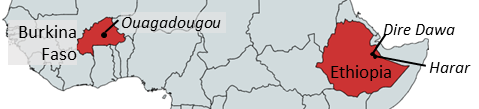 Burkina
Faso
Ouagadougou
Dire Dawa
Ethiopia
Harar